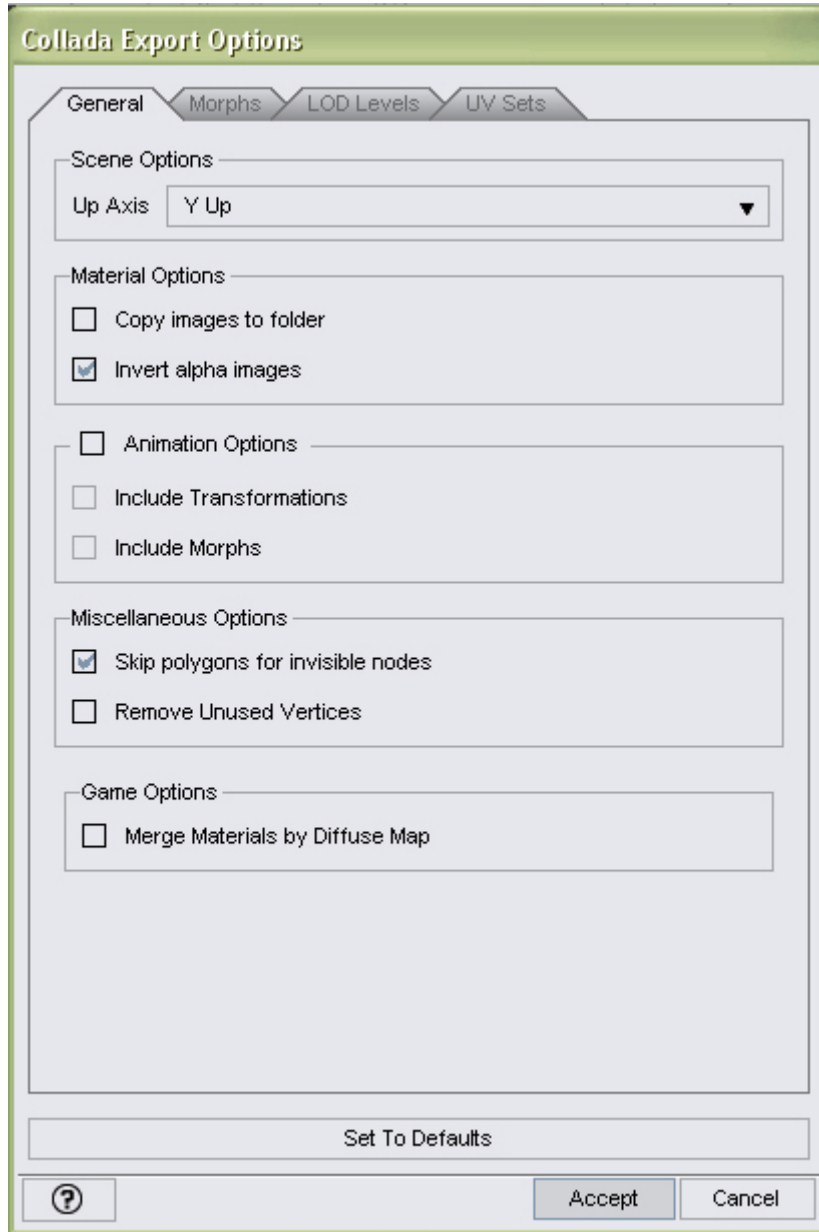 Collada Export Options
General Morphs LOD Levels UV Sets
Scene Options
Up Axis Y Up
Material Options
Copy images to folder
Invert alpha images
Animation Options
Include Transformations
Include Morphs
Miscellaneous Options
Skip polygons for invisible nodes
Remove Unused Vertices
Game Options
Merge Materials by Diffuse Map
Set To Defaults
? Accept Cancel